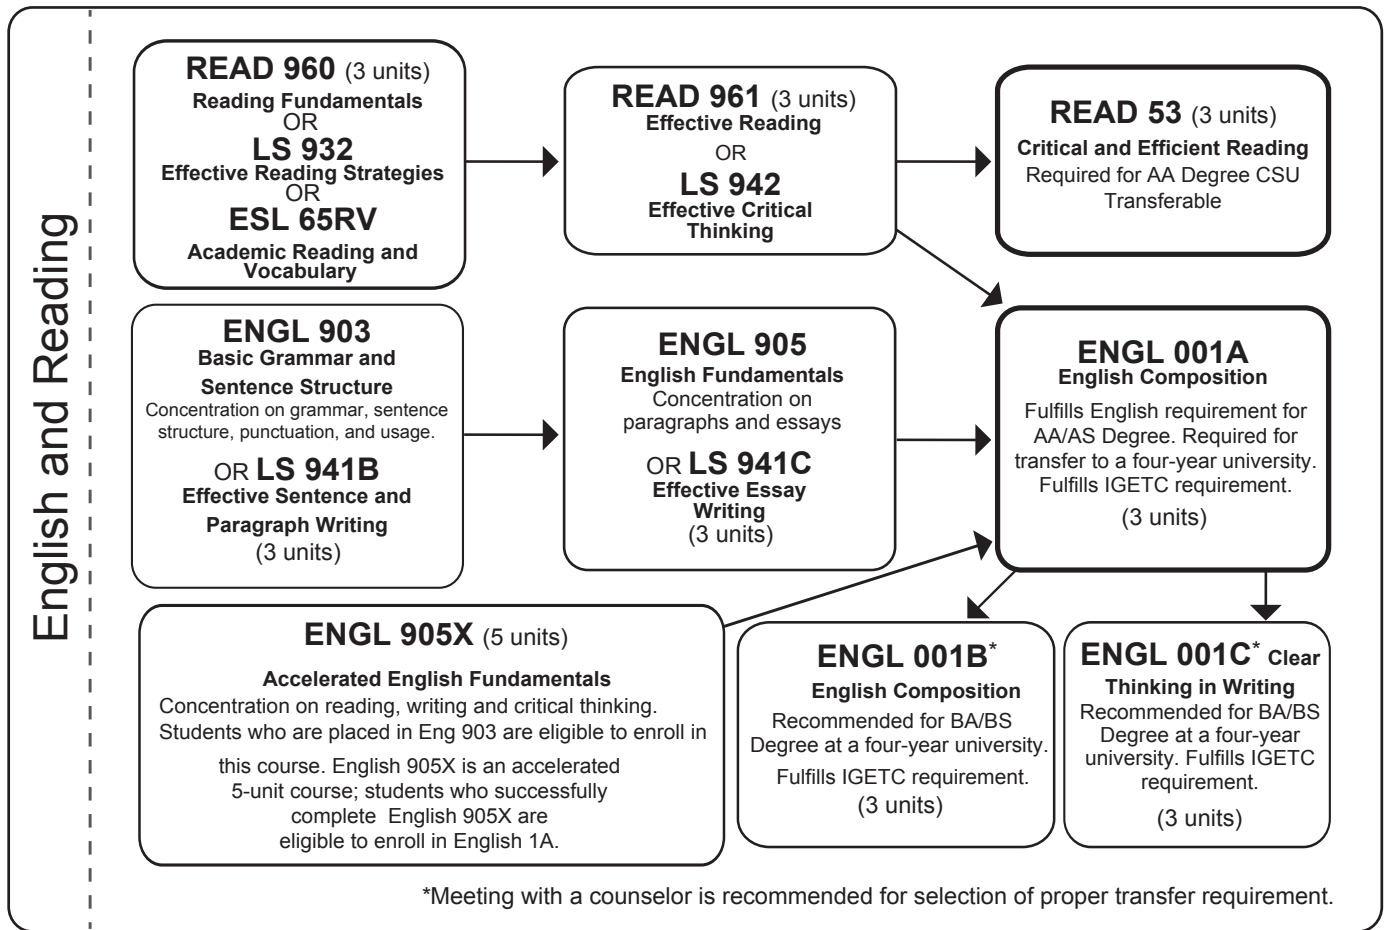 English and Reading
READ 960 (3 units)
Reading Fundamentals
OR
LS 932
Effective Reading Strategies
OR
ESL 65RV
Academic Reading and
Vocabulary
READ 961 (3 units)
Effective Reading
OR
LS 942
Effective Critical
Thinking
READ 53 (3 units)
Critical and Efficient Reading
Required for AA Degree CSU
Transferable
ENGL 903
Basic Grammar and
Sentence Structure
Concentration on grammar, sentence
structure, punctuation, and usage.
OR LS 941B
Effective Sentence and
Paragraph Writing
(3 units)
ENGL 905
English Fundamentals
Concentration on
paragraphs and essays
OR LS 941C
Effective Essay
Writing
(3 units)
ENGL 001A
English Composition
Fulfills English requirement for
AA/AS Degree. Required for
transfer to a four-year university.
Fulfills IGETC requirement.
(3 units)
ENGL 905X (5 units)
Accelerated English Fundamentals
Concentration on reading, writing and critical thinking.
Students who are placed in Eng 903 are eligible to enroll in
this course. English 905X is an accelerated
5-unit course; students who successfully
complete English 905X are
eligible to enroll in English 1A.
ENGL 001B*
English Composition
Recommended for BA/BS
Degree at a four-year university.
Fulfills IGETC requirement.
(3 units)
ENGL 001C* Clear
Thinking in Writing
Recommended for BA/BS
Degree at a four-year
university. Fulfills IGETC
requirement.
(3 units)
*Meeting with a counselor is recommended for selection of proper transfer requirement.